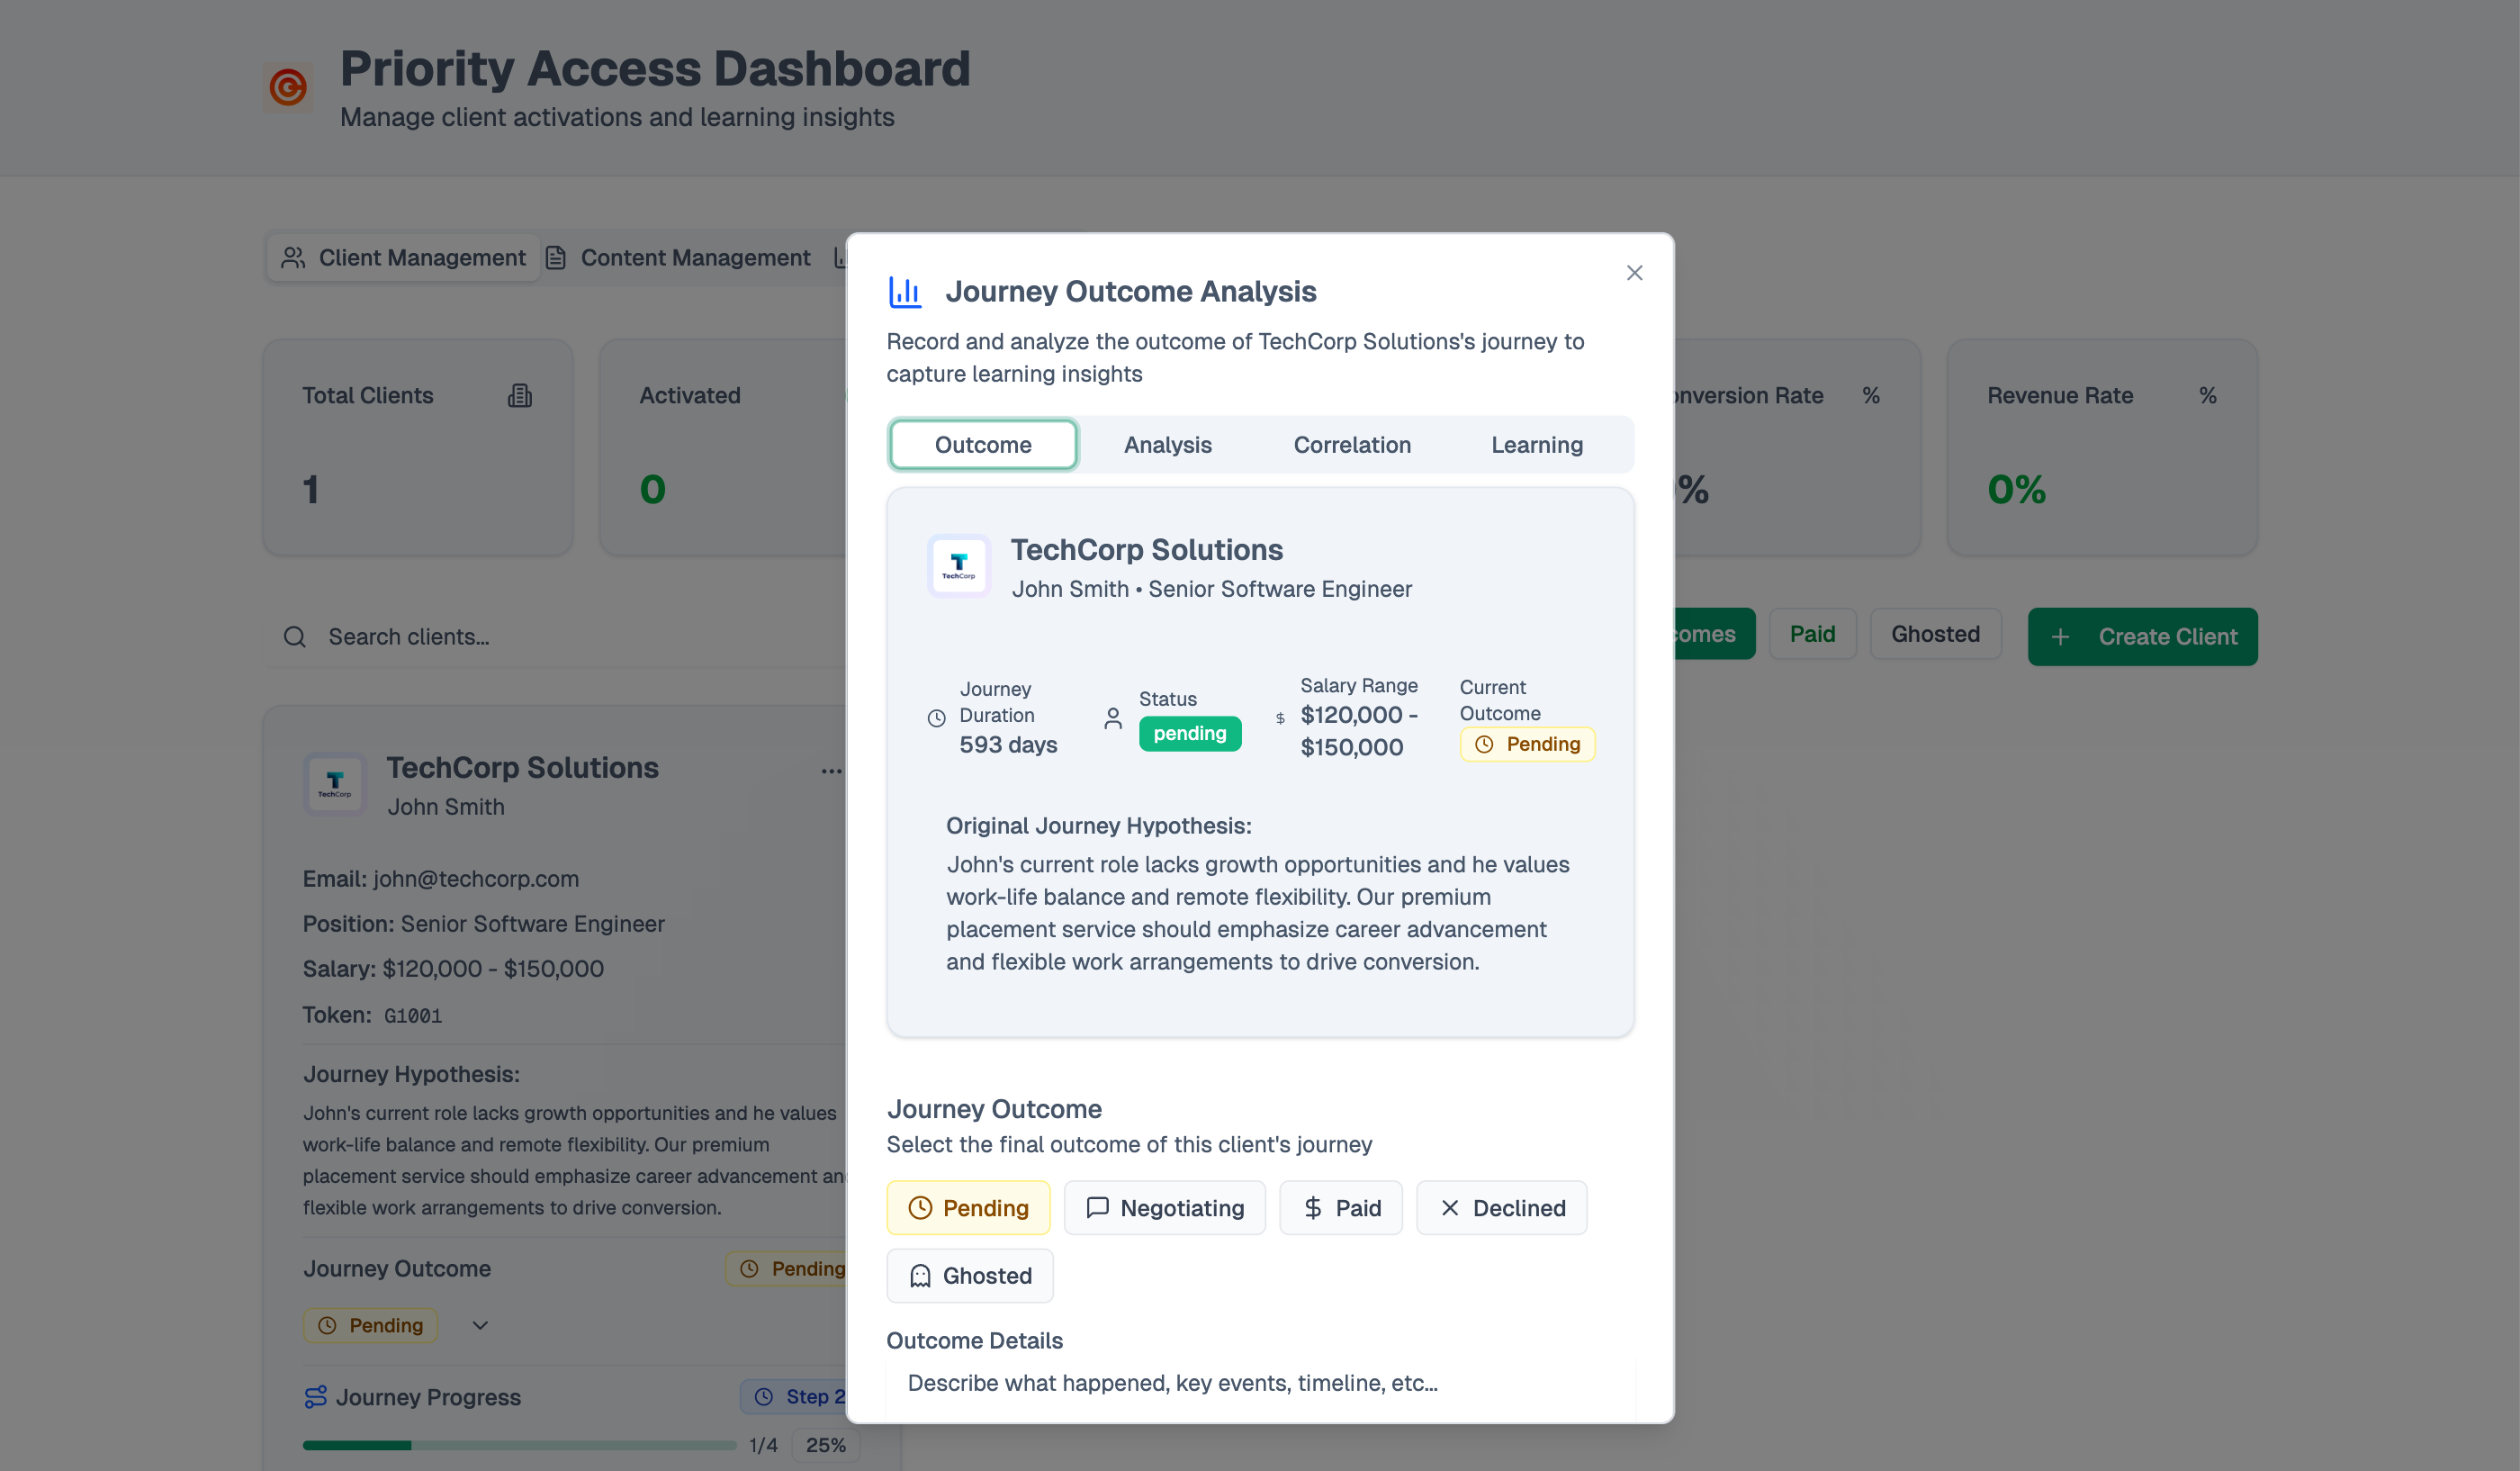 Priority Access Dashboard
Manage client activations and learning insights
Client Management
Content Management
Total Clients
1
Activated
0
onversion Rate %
%
Revenue Rate %
0%
Search clients...
comes
Paid
Ghosted
+ Create Client
TechCorp
TechCorp Solutions
John Smith
...
Email: john@techcorp.com
Position: Senior Software Engineer
Salary: $120,000 - $150,000
Token: G1001
Journey Hypothesis:
John's current role lacks growth opportunities and he values
work-life balance and remote flexibility. Our premium
placement service should emphasize career advancement an
flexible work arrangements to drive conversion.
Journey Outcome
Pending
Pending
Journey Progress
Step 2
1/4
25%
Journey Outcome Analysis
Record and analyze the outcome of TechCorp Solutions's journey to
capture learning insights
Outcome
Analysis
Correlation
Learning
TechCorp
TechCorp Solutions
John Smith • Senior Software Engineer
Journey
Duration
593 days
Status
pending
$
Salary Range
$120,000 -
$150,000
Current
Outcome
Pending
Original Journey Hypothesis:
John's current role lacks growth opportunities and he values
work-life balance and remote flexibility. Our premium
placement service should emphasize career advancement
and flexible work arrangements to drive conversion.
Journey Outcome
Select the final outcome of this client's journey
Pending
Negotiating
$ Paid
Declined
Ghosted
Outcome Details
Describe what happened, key events, timeline, etc...